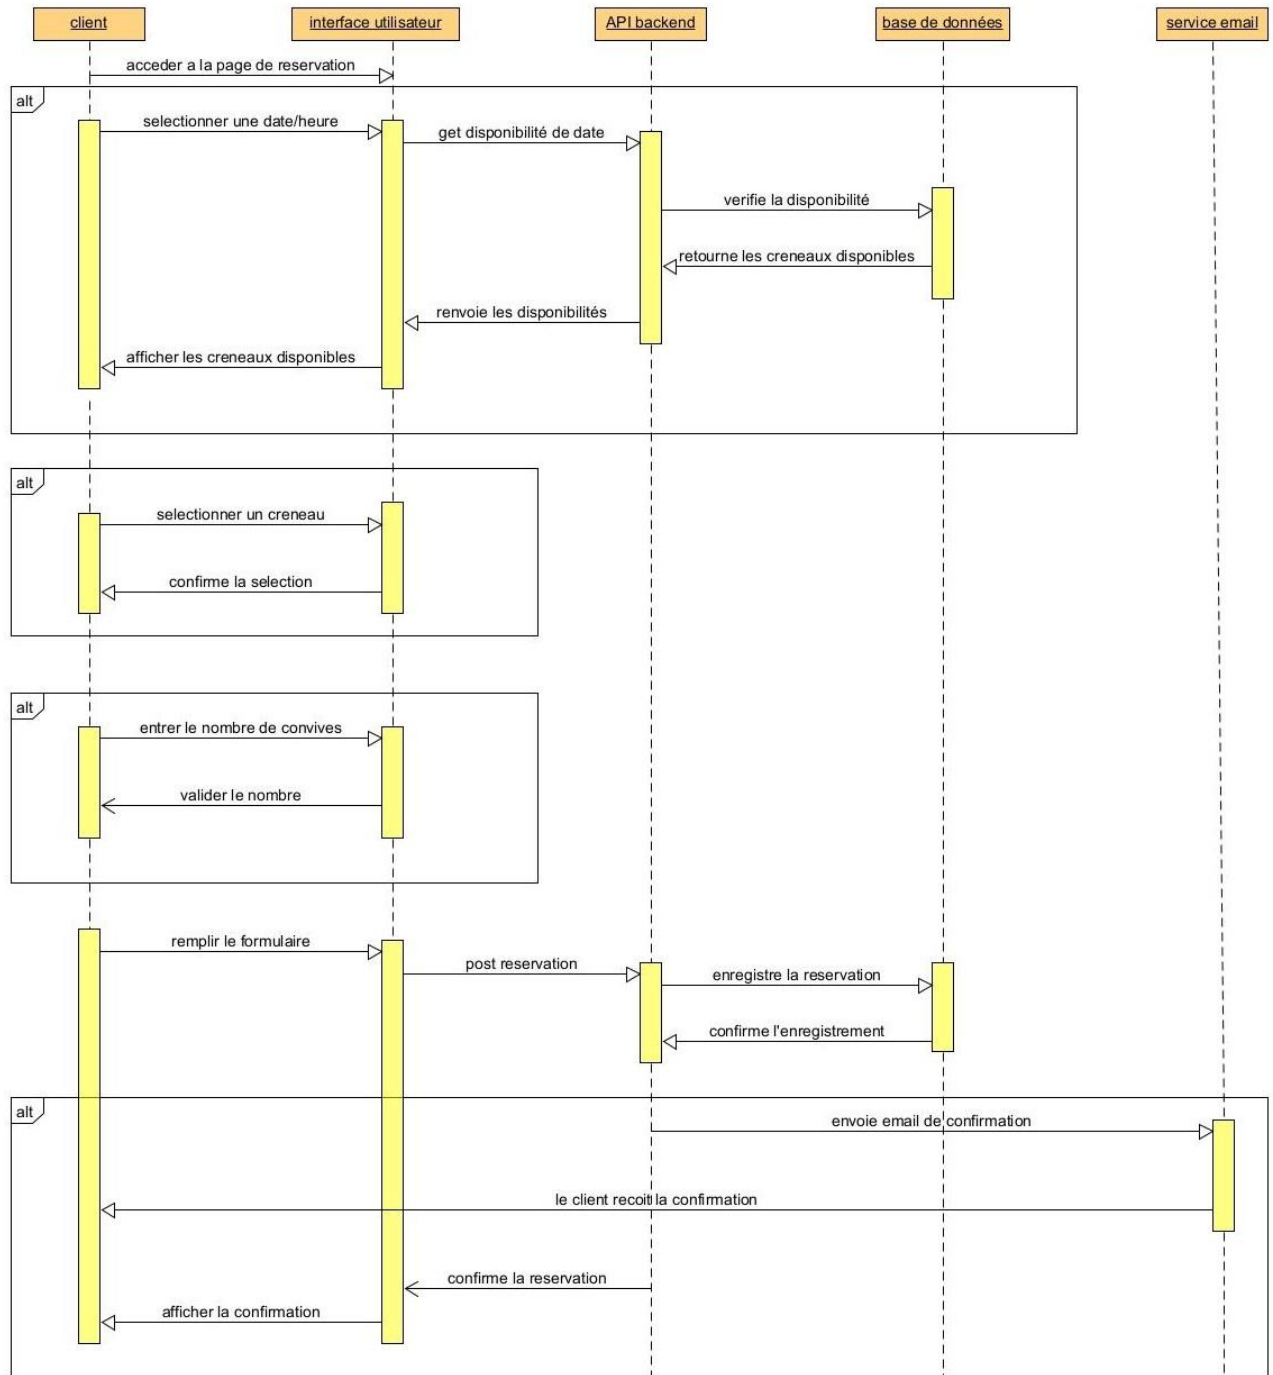 client
interface utilisateur
API backend
base de données
service email
acceder a la page de reservation
alt
selectionner une date/heure
get disponibilité de date
verifie la disponibilité
retourne les creneaux disponibles
renvoie les disponibilités
afficher les creneaux disponibles
alt
selectionner un creneau
confirme la selection
alt
entrer le nombre de convives
valider le nombre
remplir le formulaire
post reservation
enregistre la reservation
confirme l'enregistrement
alt
envoie email de confirmation
le client recoit la confirmation
confirme la reservation
afficher la confirmation